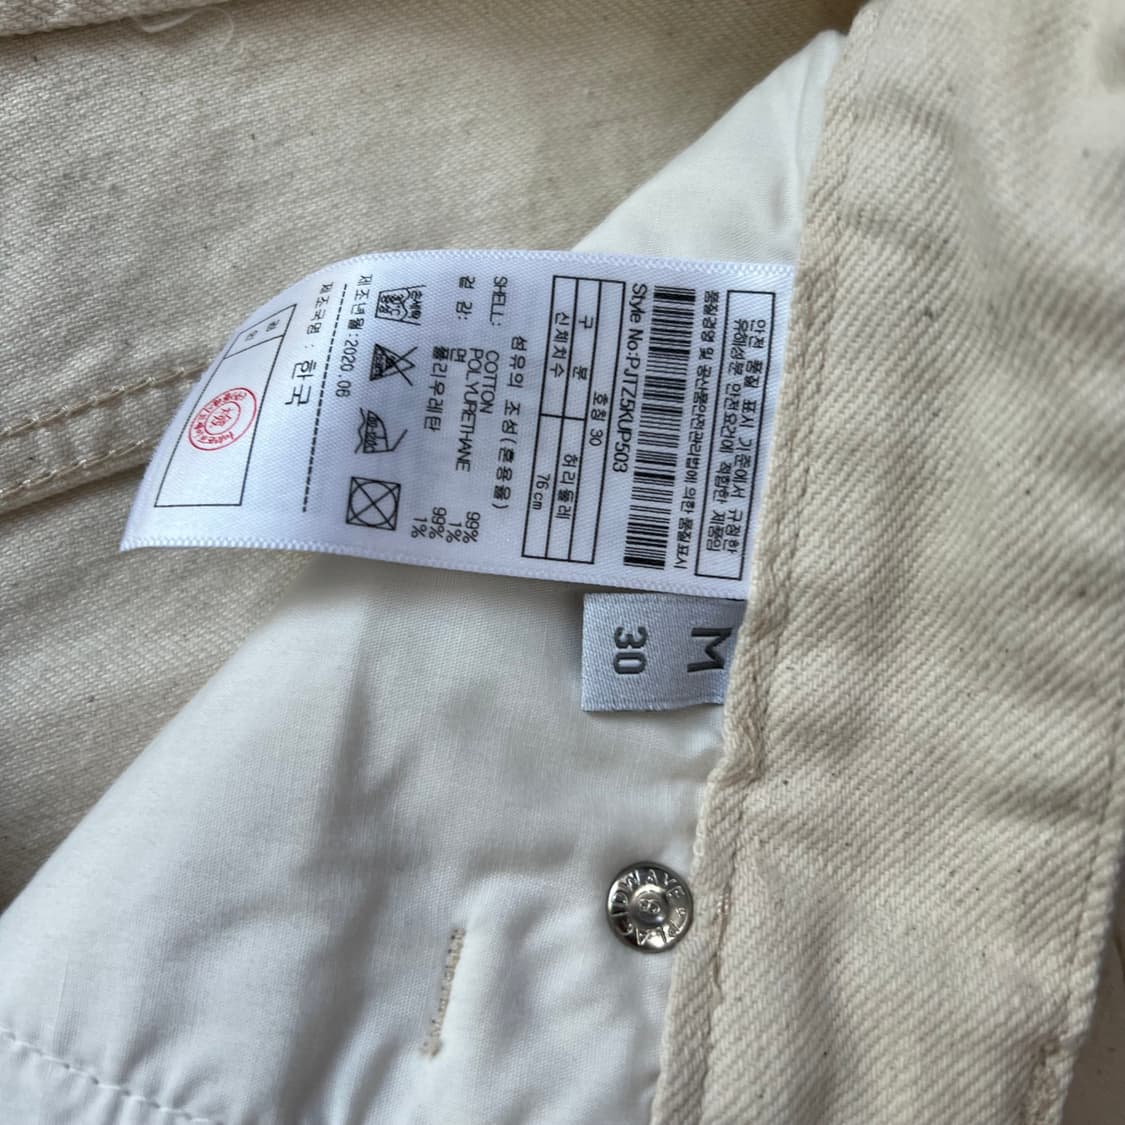 안전 품질 표시 기준에서 규정한
유해성분 안전요건에 적합한 제품임
품질경영 및 공산품안전관리법에 의한 품질표시
Style No:PJTZ5KUP503
구 분 호칭 30
신체치수 허리둘레 76 cm
섬유의 조성(혼용율)
SHELL: COTTON 99%
POLYURETHANE 1%
겉 감: 면 99%
폴리우레탄 1%
제조년월:2020.06
제조국명 : 한국
검인
M
30